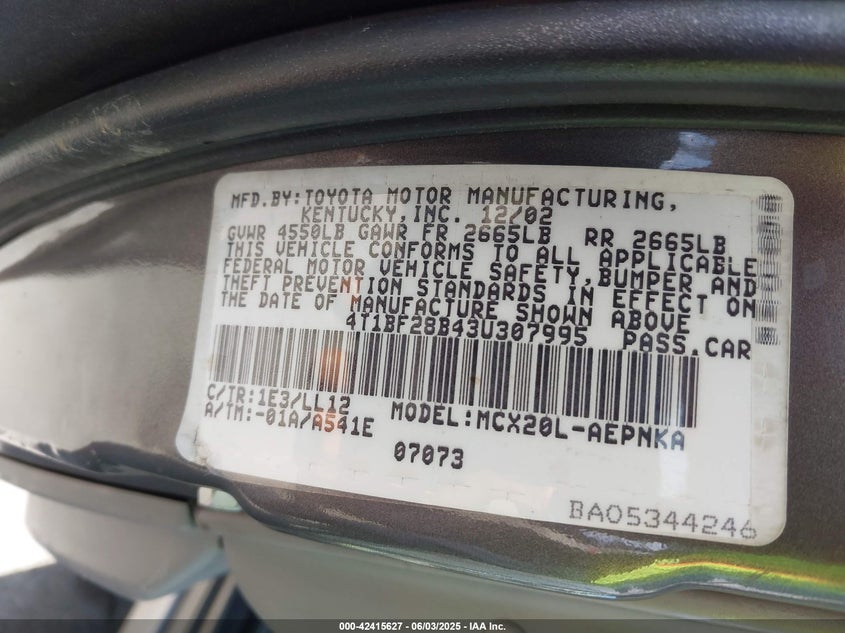 MFD.BY:TOYOTA MOTOR MANUFACTURING,
KENTUCKY,INC. 12/02
GVWR 4550LB GAWR FR 2665LB RR 2665LB
THIS VEHICLE CONFORMS TO ALL APPLICABLE
FEDERAL MOTOR VEHICLE SAFETY,BUMPER AND
THEFT PREVENTION STANDARDS IN EFFECT ON
THE DATE OF MANUFACTURE SHOWN ABOVE
4T1BF28B43U307995 PASS.CAR
C/TR:1E3/LL12
A/TM:-01A/A541E MODEL:MCX20L-AEPNKA
07073
BA05344246
000-42415627 - 06/03/2025 - IAA Inc.